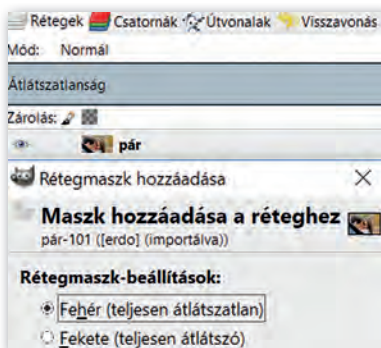 Rétegek Csatornák Útvonalak Visszavonás
Mód: Normál
Átlátszatlanság
Zárolás:
pár
Rétegmaszk hozzáadása
Maszk hozzáadása a réteghez
pár-101 ([erdo] (importálva))
Rétegmaszk-beállítások:
Fehér (teljesen átlátszatlan)
Fekete (teljesen átlátszó)